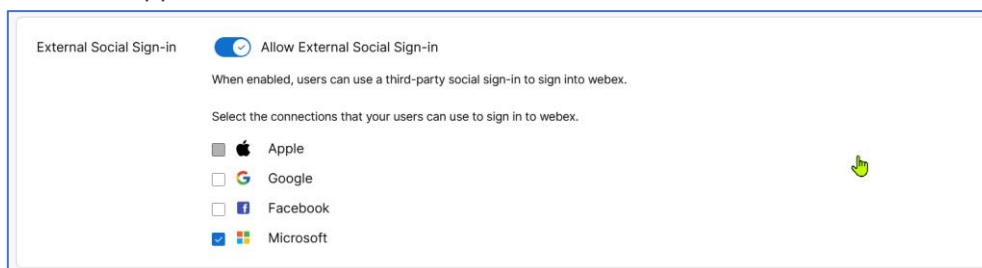 External Social Sign-in
Allow External Social Sign-in
When enabled, users can use a third-party social sign-in to sign into webex.
Select the connections that your users can use to sign in to webex.
Apple
Google
Facebook
Microsoft